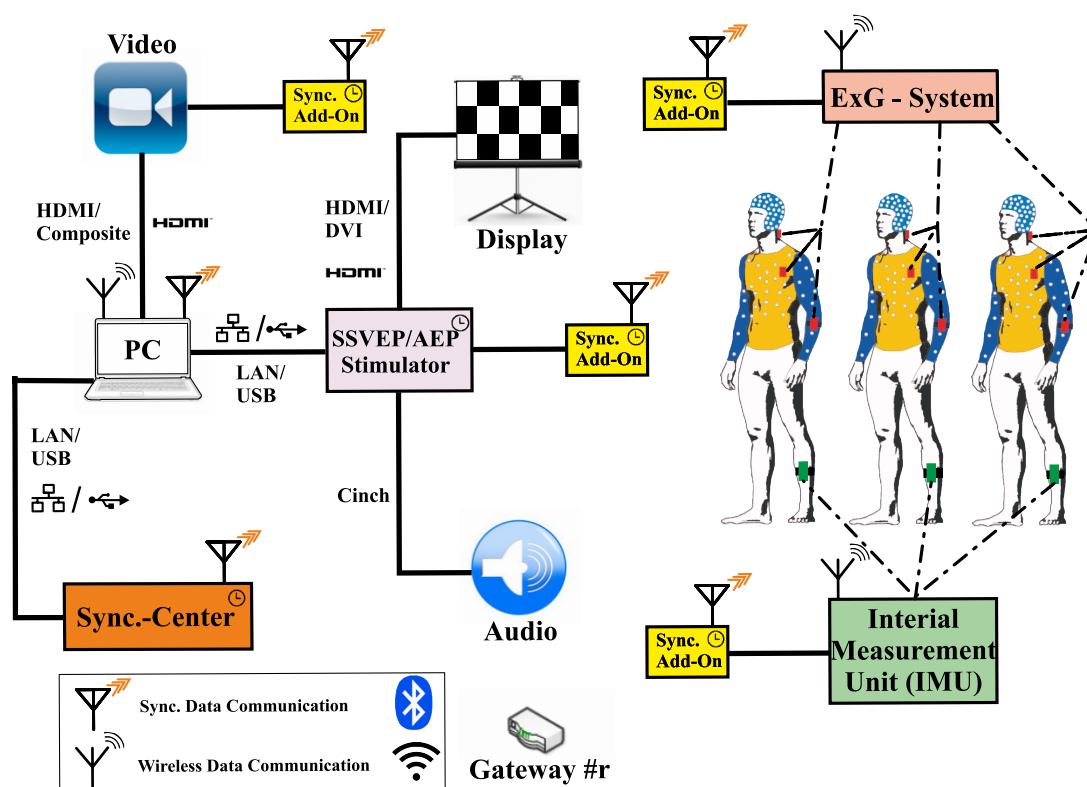 Video
Sync.
Add-On
HDMI/
Composite
HDMI
HDMI/
DVI
HDMI
Display
Sync.
Add-On
ExG - System
PC
LAN/
USB
SSVEP/AEP
Stimulator
Sync.
Add-On
LAN/
USB
Cinch
Sync.-Center
Audio
Sync.
Add-On
Interial
Measurement
Unit (IMU)
Sync. Data Communication
Wireless Data Communication
Gateway #r